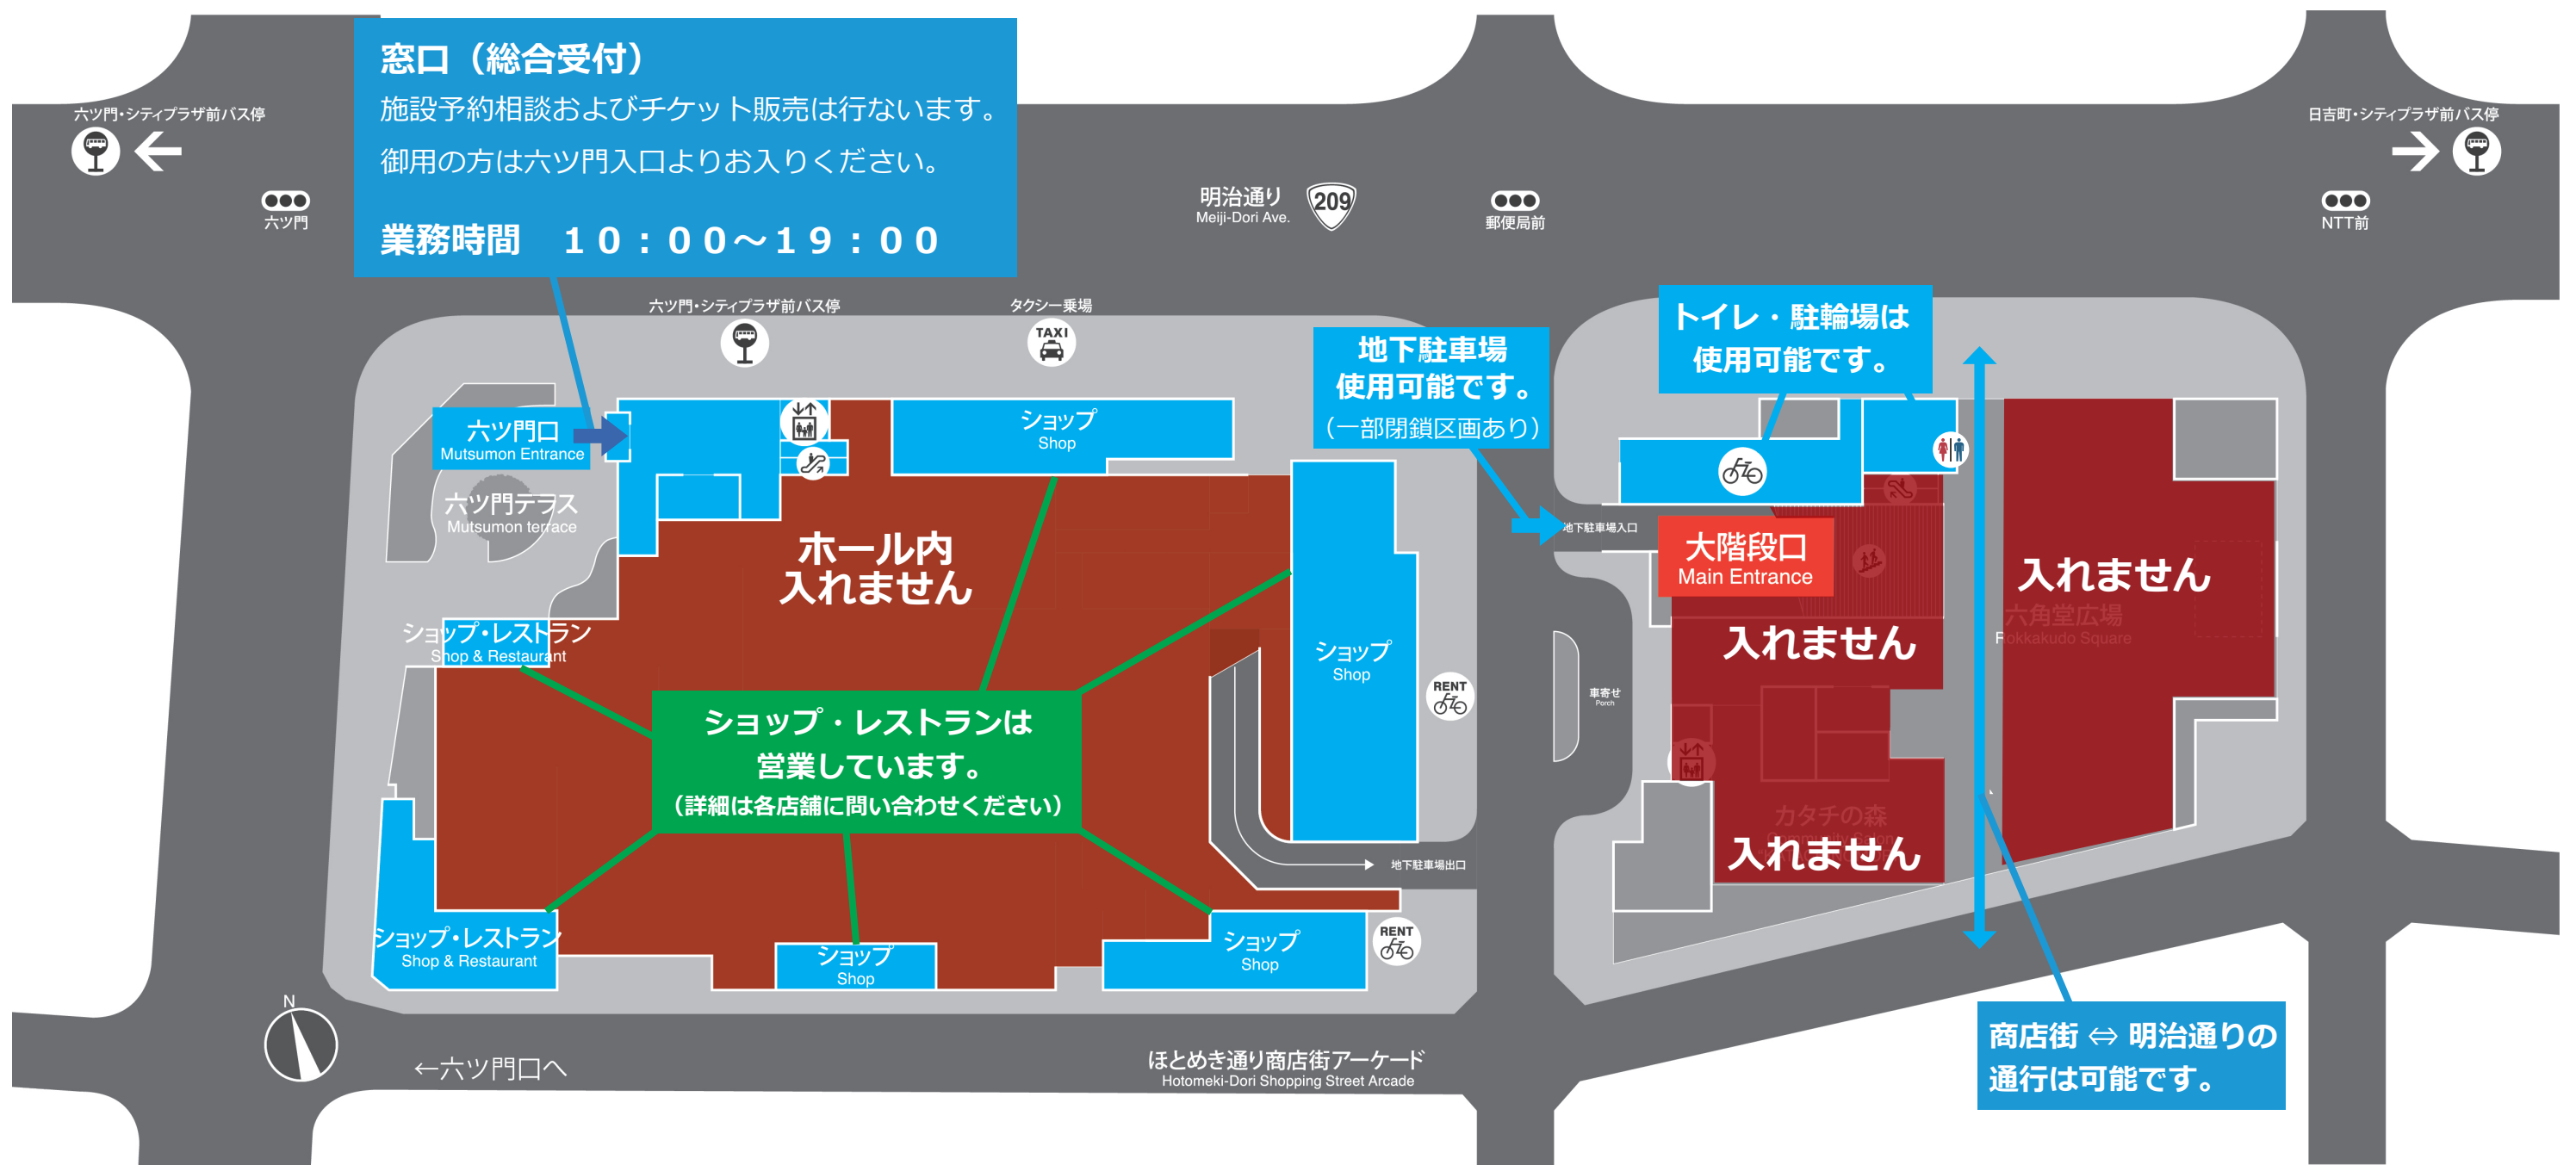 窓口（総合受付）
施設予約相談およびチケット販売は行ないます。
御用の方は六ツ門入口よりお入りください。
業務時間　１０：００～１９：００
六ツ門・シティプラザ前バス停
日吉町・シティプラザ前バス停
六ツ門
明治通り
Meiji-Dori Ave.
209
郵便局前
NTT前
六ツ門・シティプラザ前バス停
タクシー乗場
TAXI
地下駐車場
使用可能です。
（一部閉鎖区画あり）
トイレ・駐輪場は
使用可能です。
六ツ門口
Mutsumon Entrance
ショップ
Shop
六ツ門テラス
Mutsumon terrace
ホール内
入れません
地下駐車場入口
大階段口
Main Entrance
入れません
六角堂広場
Rokkakudo Square
ショップ・レストラン
Shop & Restaurant
ショップ
Shop
入れません
RENT
車寄せ
Porch
ショップ・レストランは
営業しています。
（詳細は各店舗に問い合わせください）
カタチの森
Community Salon
入れません
地下駐車場出口
ショップ・レストラン
Shop & Restaurant
ショップ
Shop
ショップ
Shop
RENT
N
←六ツ門口へ
ほとめき通り商店街アーケード
Hotomeki-Dori Shopping Street Arcade
商店街 ⇔ 明治通りの
通行は可能です。